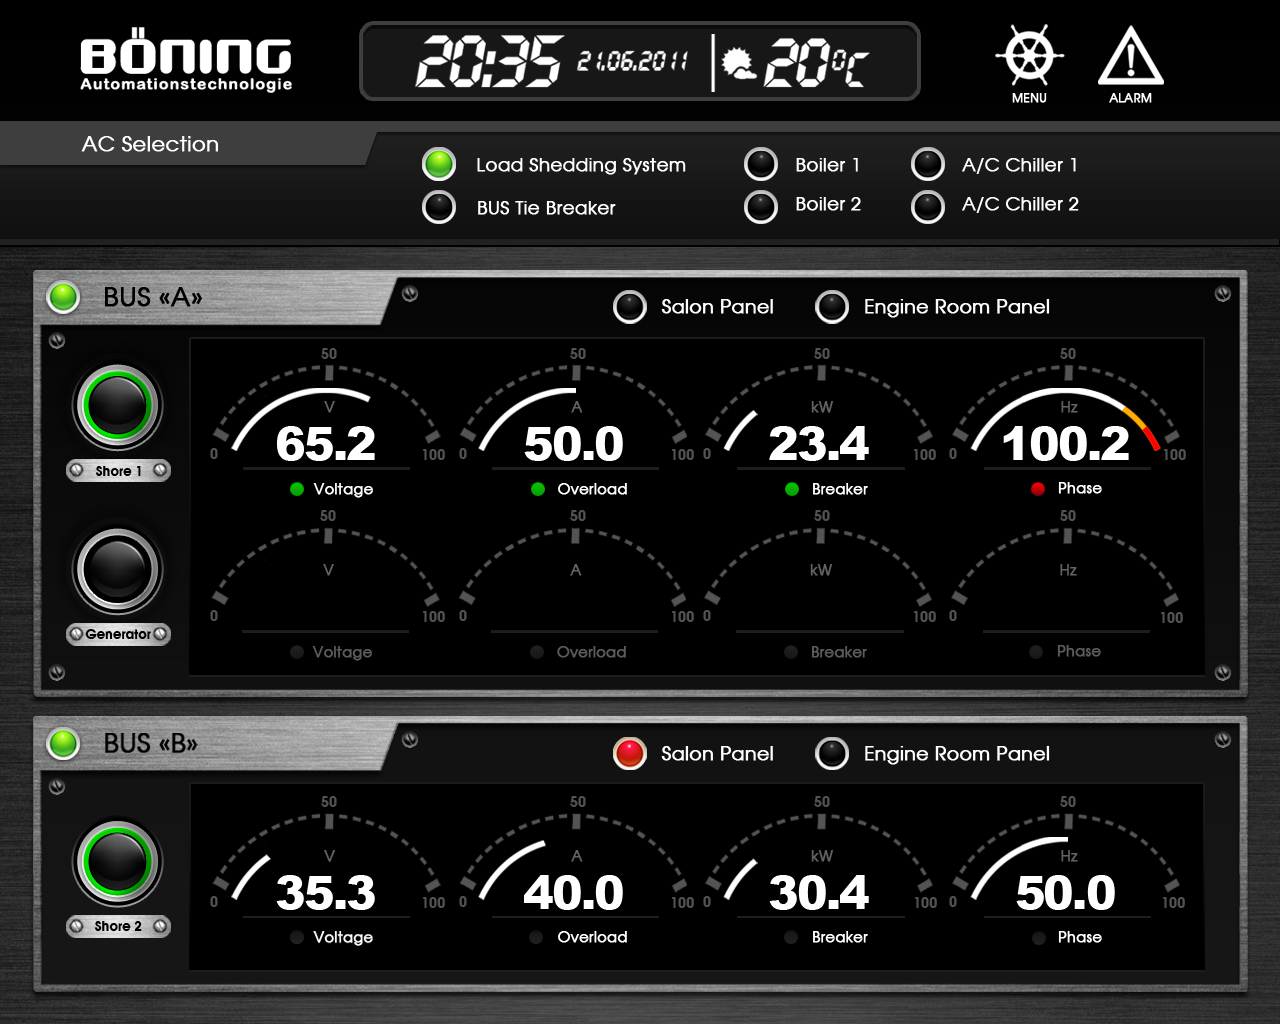 BÖNING
Automationstechnologie
20:35 21.06.2011 20°C
MENU
ALARM
AC Selection
Load Shedding System
Boiler 1
A/C Chiller 1
BUS Tie Breaker
Boiler 2
A/C Chiller 2
BUS «A»
Salon Panel
Engine Room Panel
Shore 1
50
V
65.2
0
100
Voltage
50
A
50.0
0
100
Overload
50
kW
23.4
0
100
Breaker
50
Hz
100.2
0
100
Phase
Generator
50
V
0
100
Voltage
50
A
0
100
Overload
50
kW
0
100
Breaker
50
Hz
0
100
Phase
BUS «B»
Salon Panel
Engine Room Panel
Shore 2
50
V
35.3
0
100
Voltage
50
A
40.0
0
100
Overload
50
kW
30.4
0
100
Breaker
50
Hz
50.0
0
100
Phase